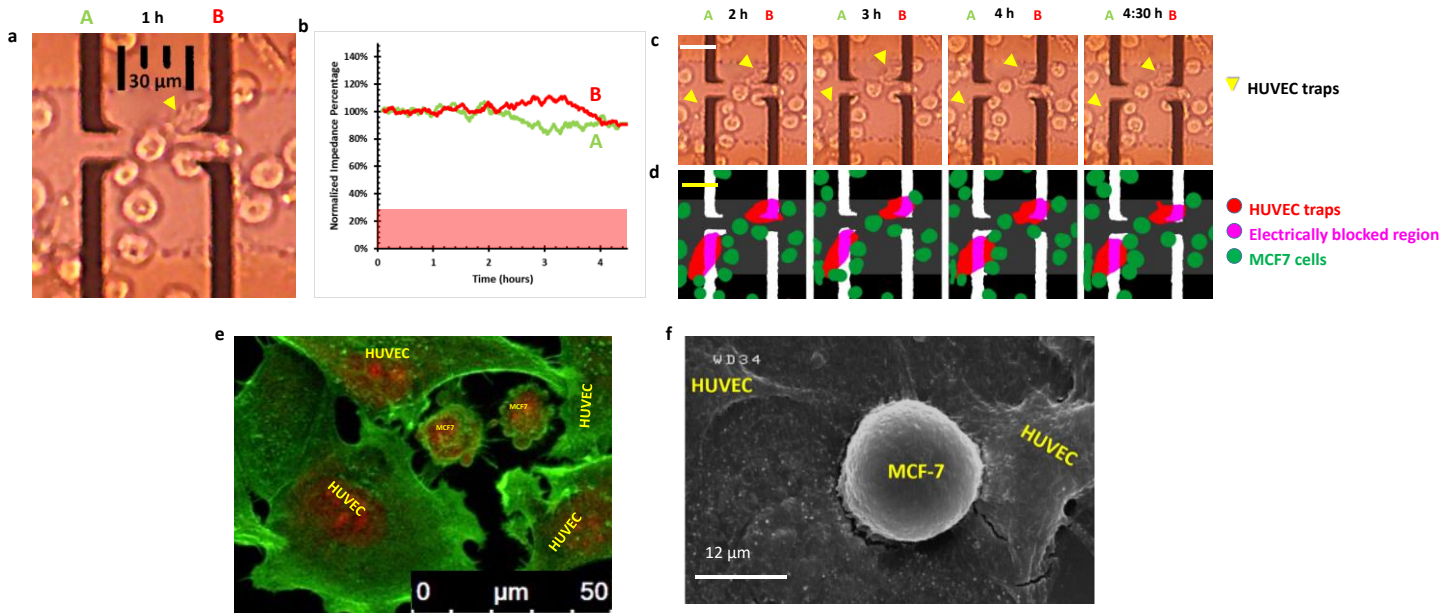 A 1 h B
a
30 µm
b
140%
120%
100%
80%
60%
40%
20%
0%
Normalized Impedance Percentage
0 1 2 3 4
Time (hours)
B
A
2 h 3 h 4 h 4:30 h
A B A B A B A B
c
HUVEC traps
d
HUVEC traps
Electrically blocked region
MCF7 cells
e
HUVEC
HUVEC
MCF7
MCF7
HUVEC
HUVEC
0 µm 50
f
WD34
HUVEC
HUVEC
MCF-7
12 µm